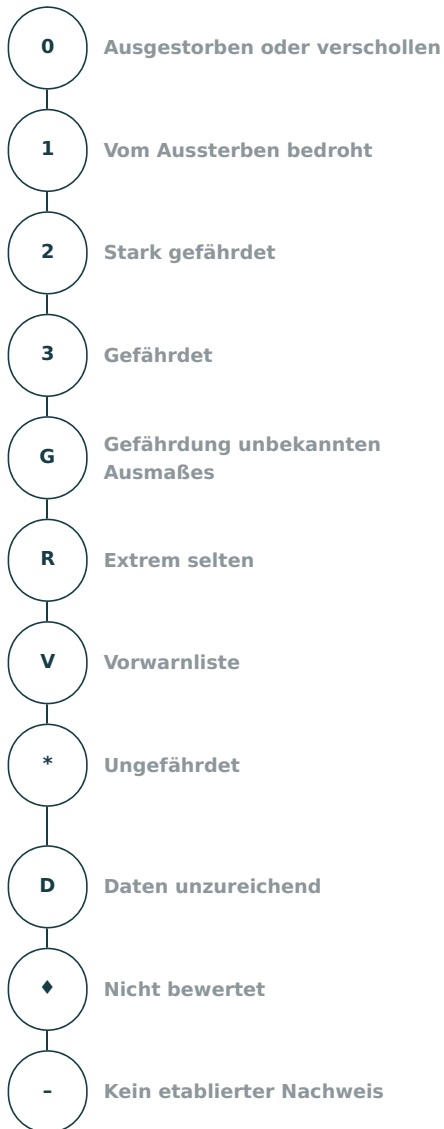 0 Ausgestorben oder verschollen
1 Vom Aussterben bedroht
2 Stark gefährdet
3 Gefährdet
G Gefährdung unbekannten
Ausmaßes
R Extrem selten
V Vorwarnliste
* Ungefährdet
D Daten unzureichend
♦ Nicht bewertet
– Kein etablierter Nachweis